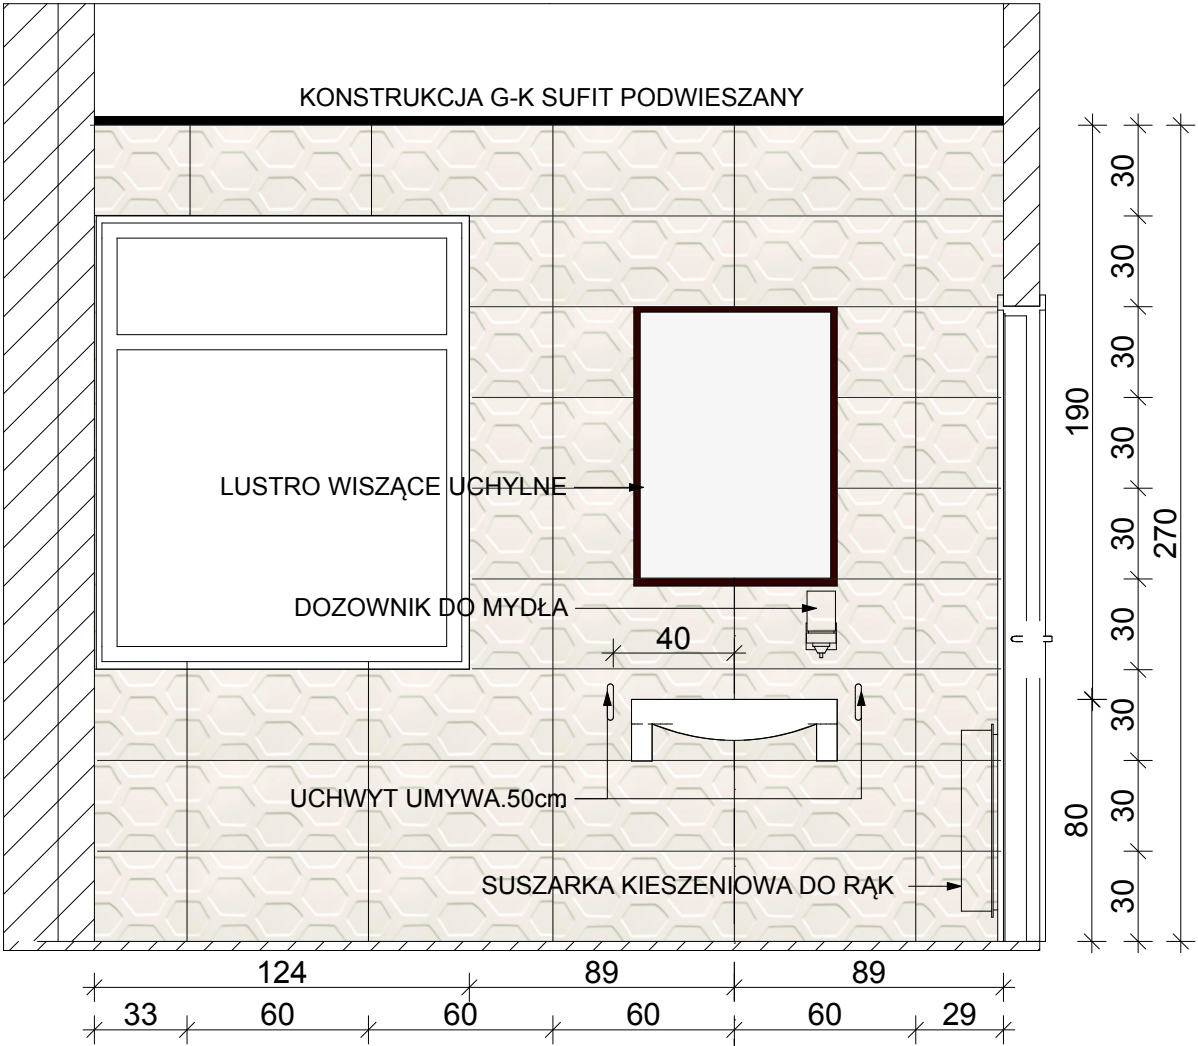 KONSTRUKCJA G-K SUFIT PODWIESZANY
30
30
30
30
30
30
30
30
30
190
80
270
LUSTRO WISZĄCE UCHYLNE
DOZOWNIK DO MYDŁA
40
UCHWYT UMYWA.50cm
SUSZARKA KIESZENIOWA DO RĄK
124 89 89
33 60 60 60 60 29